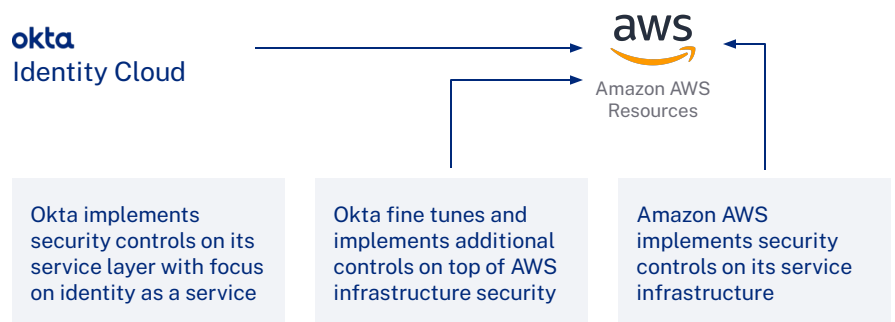 okta
Identity Cloud
aws
Amazon AWS
Resources
Okta implements
security controls on its
service layer with focus
on identity as a service
Okta fine tunes and
implements additional
controls on top of AWS
infrastructure security
Amazon AWS
implements security
controls on its service
infrastructure